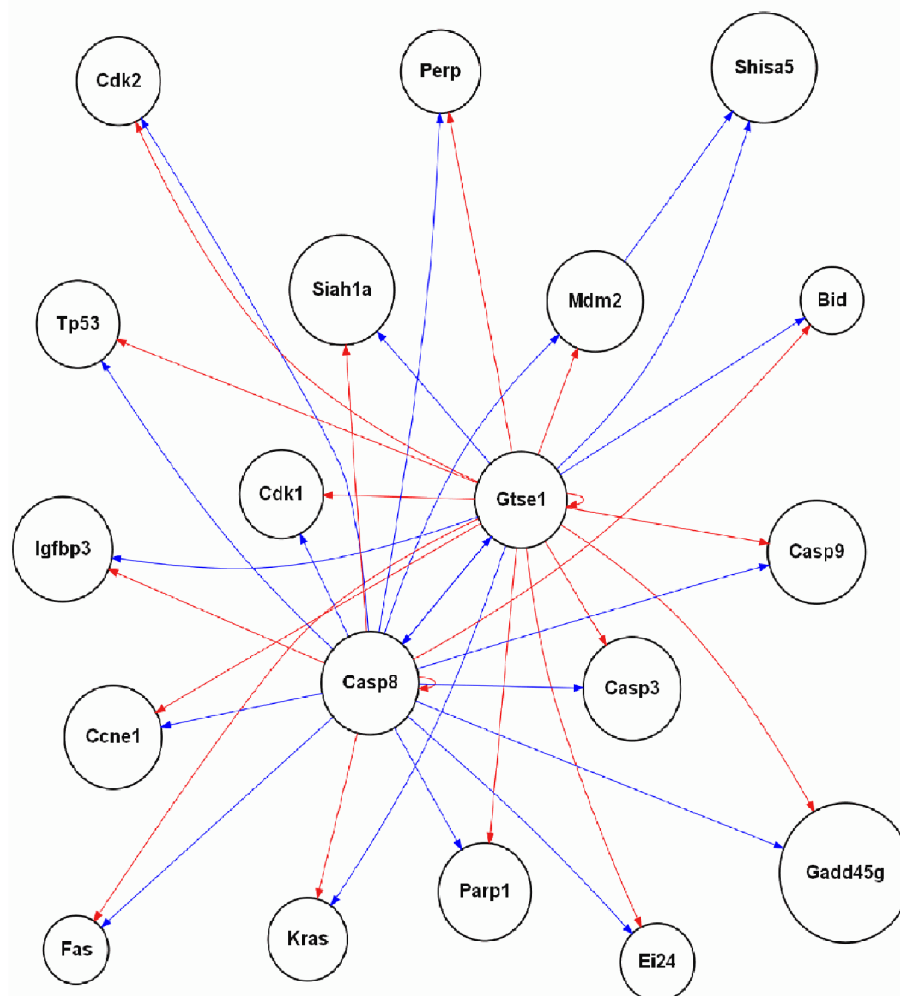 Cdk2
Perp
Shisa5
Siah1a
Mdm2
Bid
Tp53
Cdk1
Gtse1
Igfbp3
Casp9
Casp8
Casp3
Ccne1
Gadd45g
Parp1
Kras
Fas
Ei24